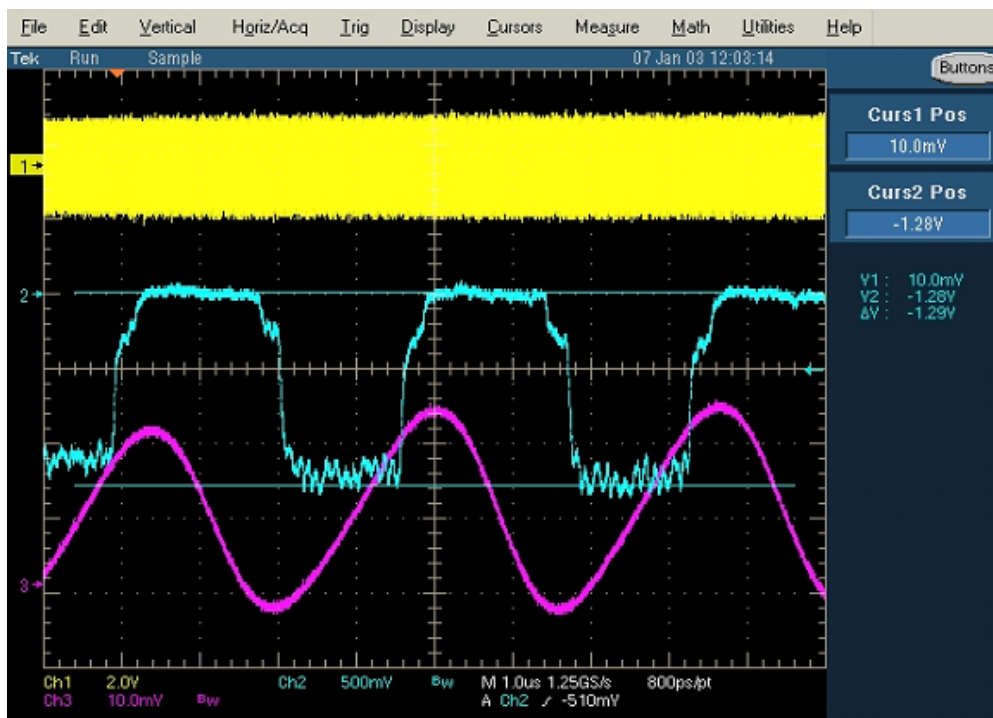 File Edit Vertical Horiz/Acq Trig Display Cursors Measure Math Utilities Help
Tek Run Sample 07 Jan 03 12:03:14
Buttons
Curs1 Pos
10.0mV
Curs2 Pos
-1.28V
V1 : 10.0mV
V2 : -1.28V
ΔV : -1.29V
1
2
3
Ch1 2.0V Ch2 500mV Bw M 1.0us 1.25GS/s 800ps/pt
Ch3 10.0mV Bw A Ch2 -510mV